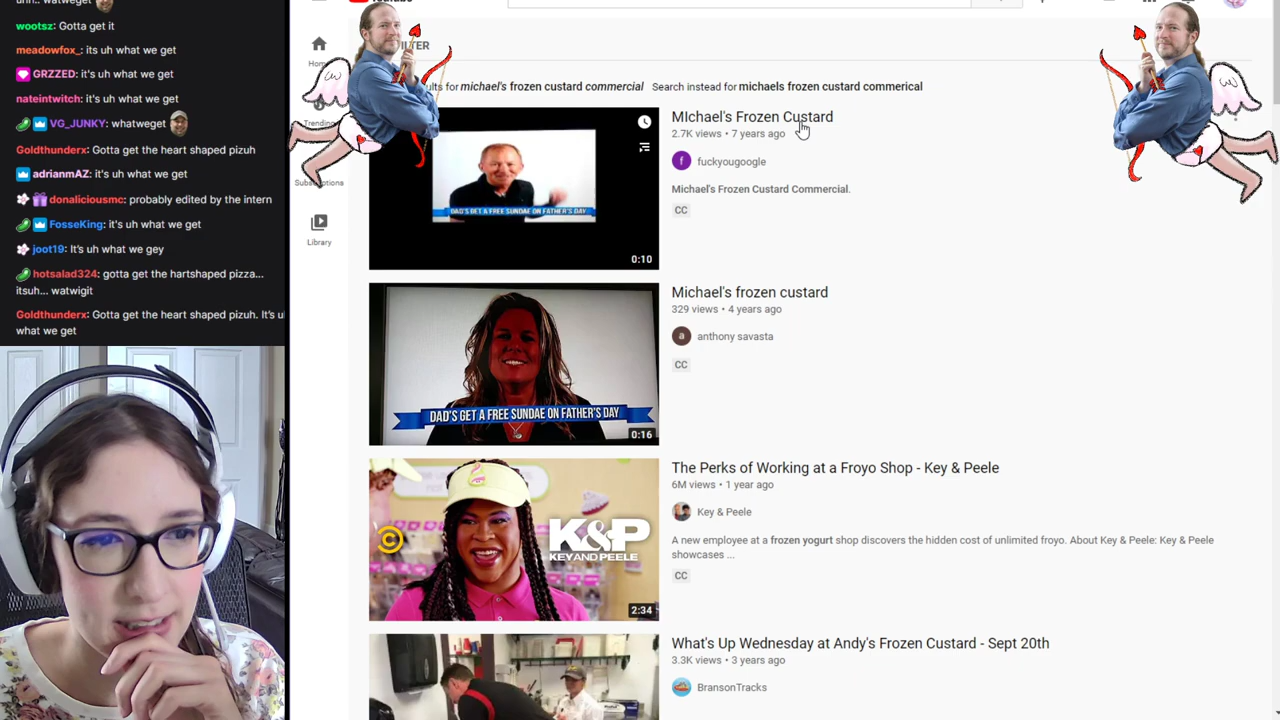 wootsz: Gotta get it
meadowfox_: its uh what we get
GRZZED: it's uh what we get
nateintwitch: it's uh what we get
VG_JUNKY: whatweget
Goldthunderx: Gotta get the heart shaped pizuh
adrianmAZ: it's uh what we get
donaliciousmc: probably edited by the intern
FosseKing: it's uh what we get
joot19: It's uh what we gey
hotsalad324: gotta get the hartshaped pizza...
itsuh... watwigit
Goldthunderx: Gotta get the heart shaped pizuh. It's u
what we get
for michael's frozen custard commercial Search instead for michaels frozen custard commerical
Trending
Subscriptions
Library
MIchael's Frozen Custard
2.7K views • 7 years ago
f fuckyougoogle
Michael's Frozen Custard Commercial.
CC
DAD'S GET A FREE SUNDAE ON FATHER'S DAY
0:10
Michael's frozen custard
329 views • 4 years ago
a anthony savasta
CC
DAD'S GET A FREE SUNDAE ON FATHER'S DAY
0:16
The Perks of Working at a Froyo Shop - Key & Peele
6M views • 1 year ago
Key & Peele
A new employee at a frozen yogurt shop discovers the hidden cost of unlimited froyo. About Key & Peele: Key & Peele
showcases ...
CC
K&P
KEY AND PEELE
2:34
What's Up Wednesday at Andy's Frozen Custard - Sept 20th
3.3K views • 3 years ago
BransonTracks